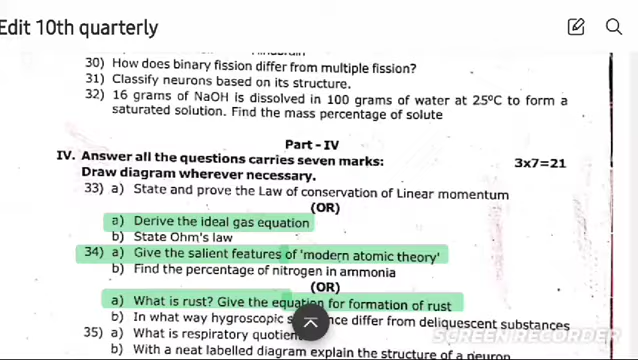 Edit 10th quarterly
30) How does binary fission differ from multiple fission?
31) Classify neurons based on its structure.
32) 16 grams of NaOH is dissolved in 100 grams of water at 25°C to form a
saturated solution. Find the mass percentage of solute
Part - IV
IV. Answer all the questions carries seven marks: 3x7=21
Draw diagram wherever necessary.
33) a) State and prove the Law of conservation of Linear momentum
(OR)
a) Derive the ideal gas equation
b) State Ohm's law
34) a) Give the salient features of 'modern atomic theory'
b) Find the percentage of nitrogen in ammonia
(OR)
a) What is rust? Give the equation for formation of rust
b) In what way hygroscopic s nce differ from deliquescent substances
35) a) What is respiratory quotien
b) With a neat labelled diagram explain the structure of a neuron
SCREEN RECORDER